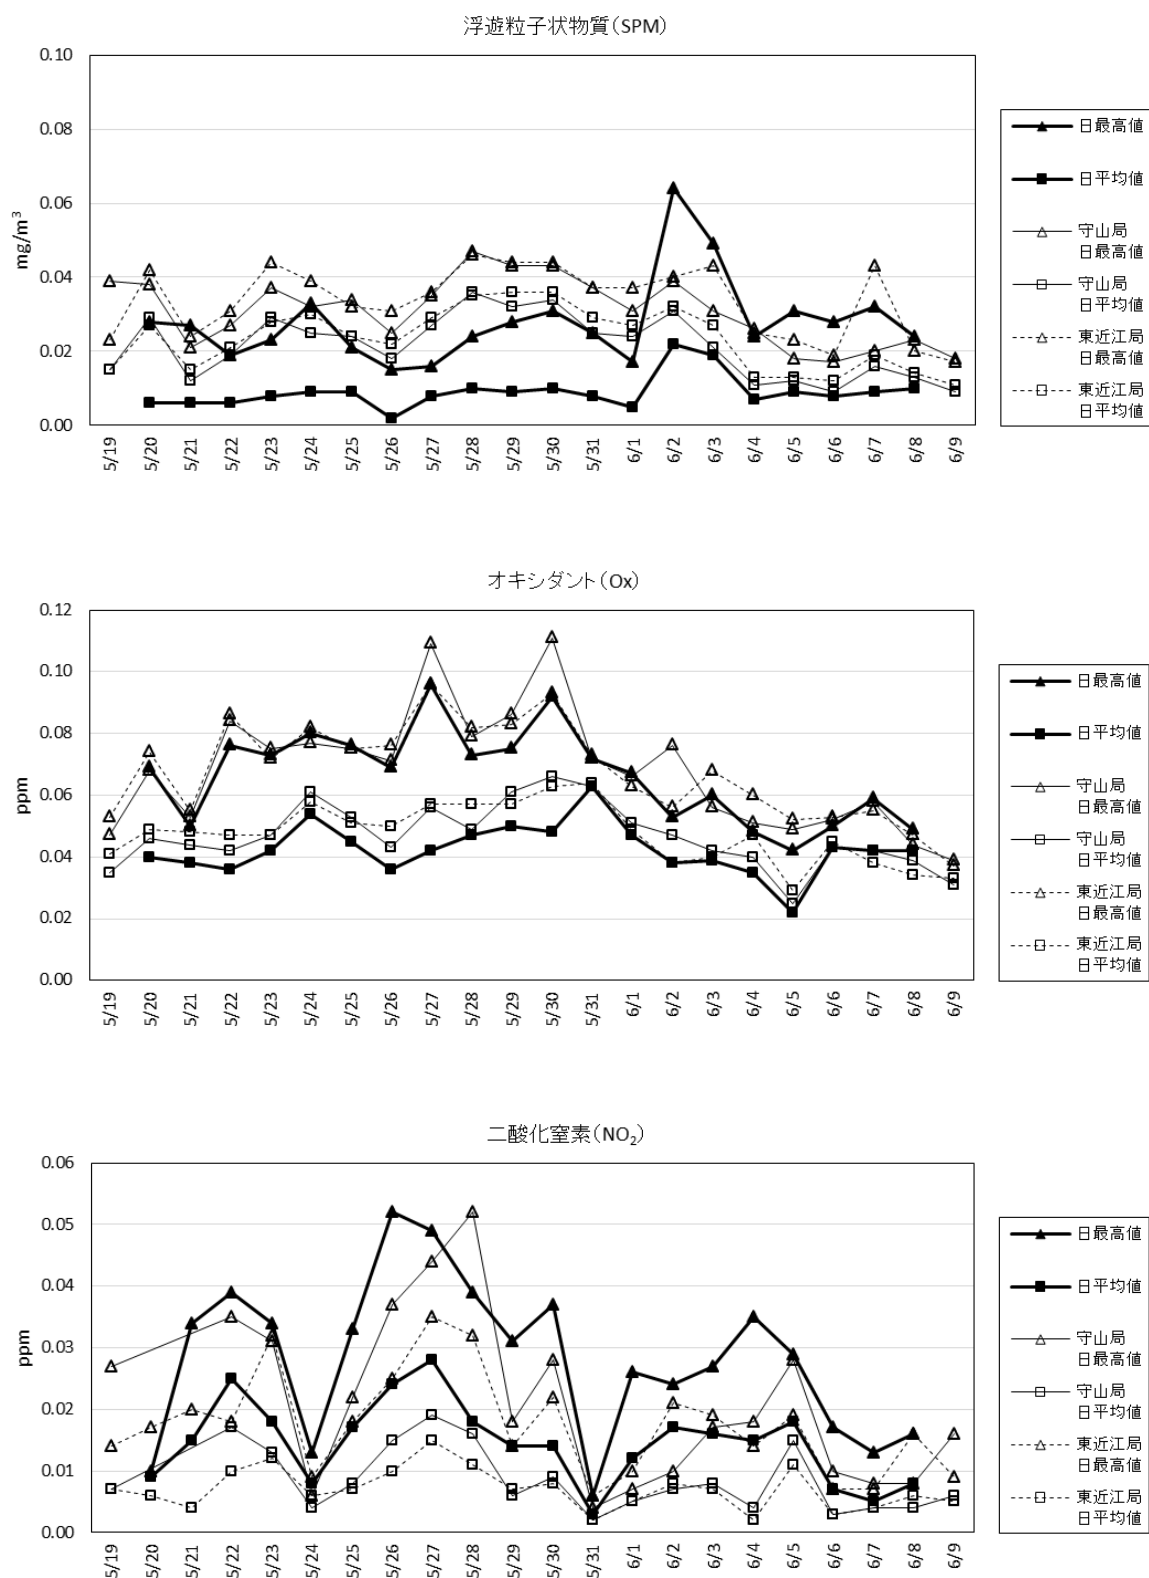 浮遊粒子状物質（SPM）
0.10
0.08
0.06
0.04
0.02
0.00
mg/m³
5/19
5/20
5/21
5/22
5/23
5/24
5/25
5/26
5/27
5/28
5/29
5/30
5/31
6/1
6/2
6/3
6/4
6/5
6/6
6/7
6/8
6/9
日最高値
日平均値
守山局
日最高値
守山局
日平均値
東近江局
日最高値
東近江局
日平均値
オキシダント（Ox）
0.12
0.10
0.08
0.06
0.04
0.02
0.00
ppm
5/19
5/20
5/21
5/22
5/23
5/24
5/25
5/26
5/27
5/28
5/29
5/30
5/31
6/1
6/2
6/3
6/4
6/5
6/6
6/7
6/8
6/9
日最高値
日平均値
守山局
日最高値
守山局
日平均値
東近江局
日最高値
東近江局
日平均値
二酸化窒素（NO₂）
0.06
0.05
0.04
0.03
0.02
0.01
0.00
ppm
5/19
5/20
5/21
5/22
5/23
5/24
5/25
5/26
5/27
5/28
5/29
5/30
5/31
6/1
6/2
6/3
6/4
6/5
6/6
6/7
6/8
6/9
日最高値
日平均値
守山局
日最高値
守山局
日平均値
東近江局
日最高値
東近江局
日平均値